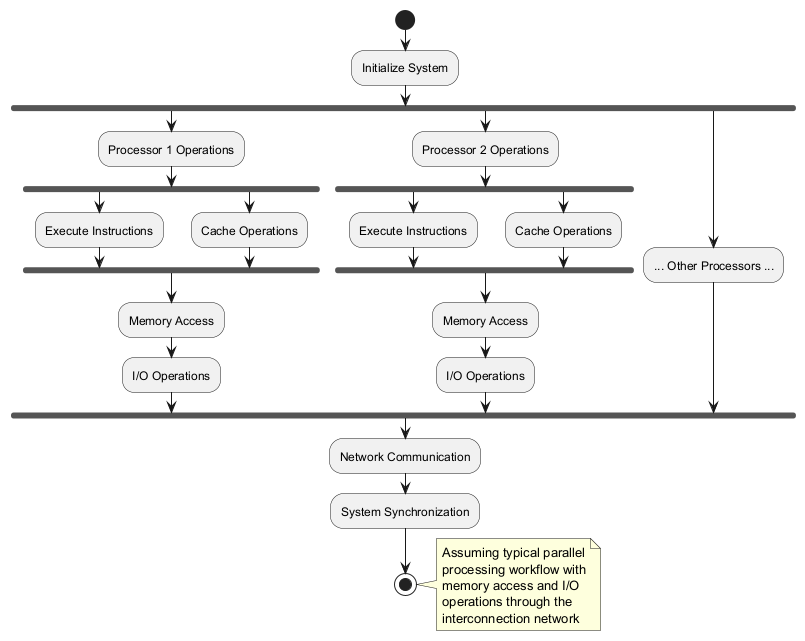 Initialize System
Processor 1 Operations
Processor 2 Operations
Execute Instructions
Cache Operations
Execute Instructions
Cache Operations
... Other Processors ...
Memory Access
Memory Access
I/O Operations
I/O Operations
Network Communication
System Synchronization
Assuming typical parallel
processing workflow with
memory access and I/O
operations through the
interconnection network